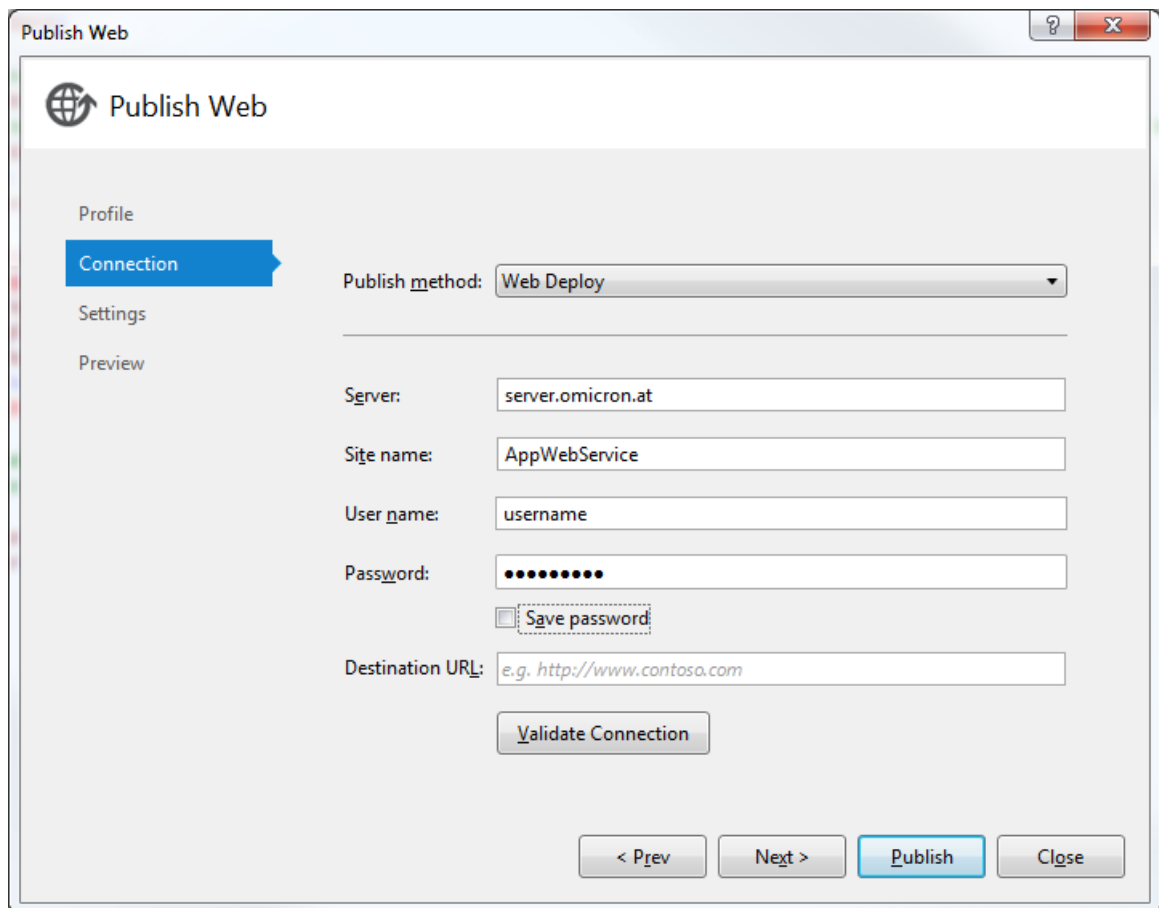 Publish Web
Publish Web
Profile
Connection
Settings
Preview
Publish method: Web Deploy
Server: server.omicron.at
Site name: AppWebService
User name: username
Password: ●●●●●●●●●
Save password
Destination URL: e.g. http://www.contoso.com
Validate Connection
< Prev Next > Publish Close